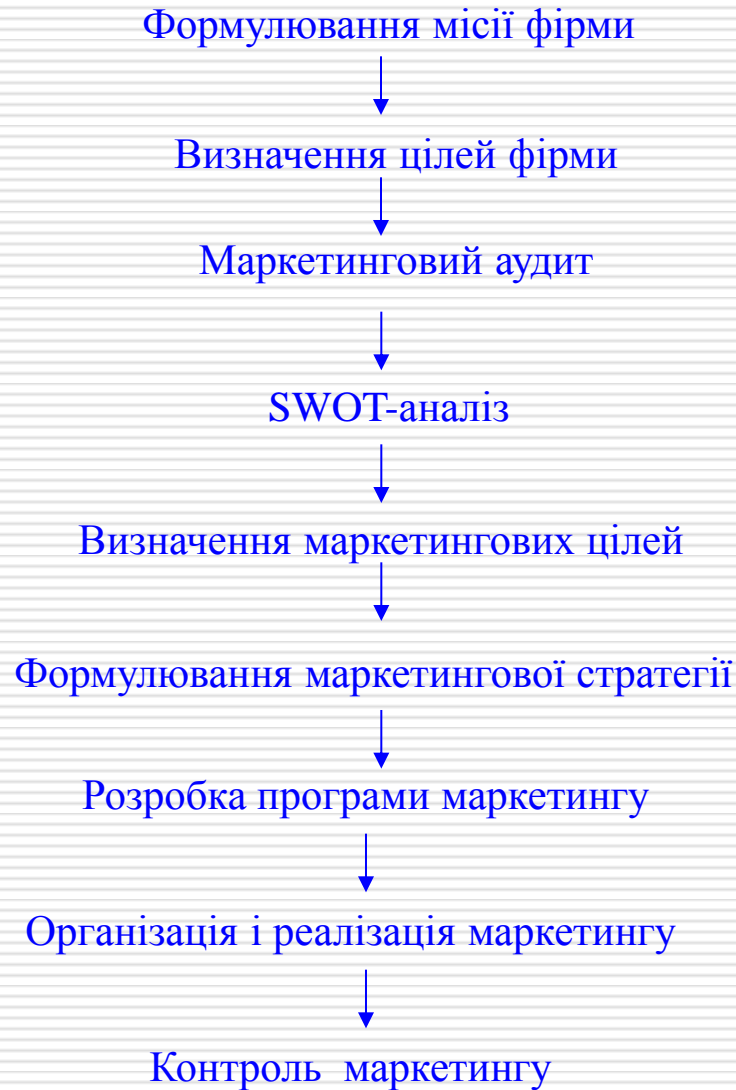 Формулювання місії фірми
Визначення цілей фірми
Маркетинговий аудит
SWOT-аналіз
Визначення маркетингових цілей
Формулювання маркетингової стратегії
Розробка програми маркетингу
Організація і реалізація маркетингу
Контроль маркетингу